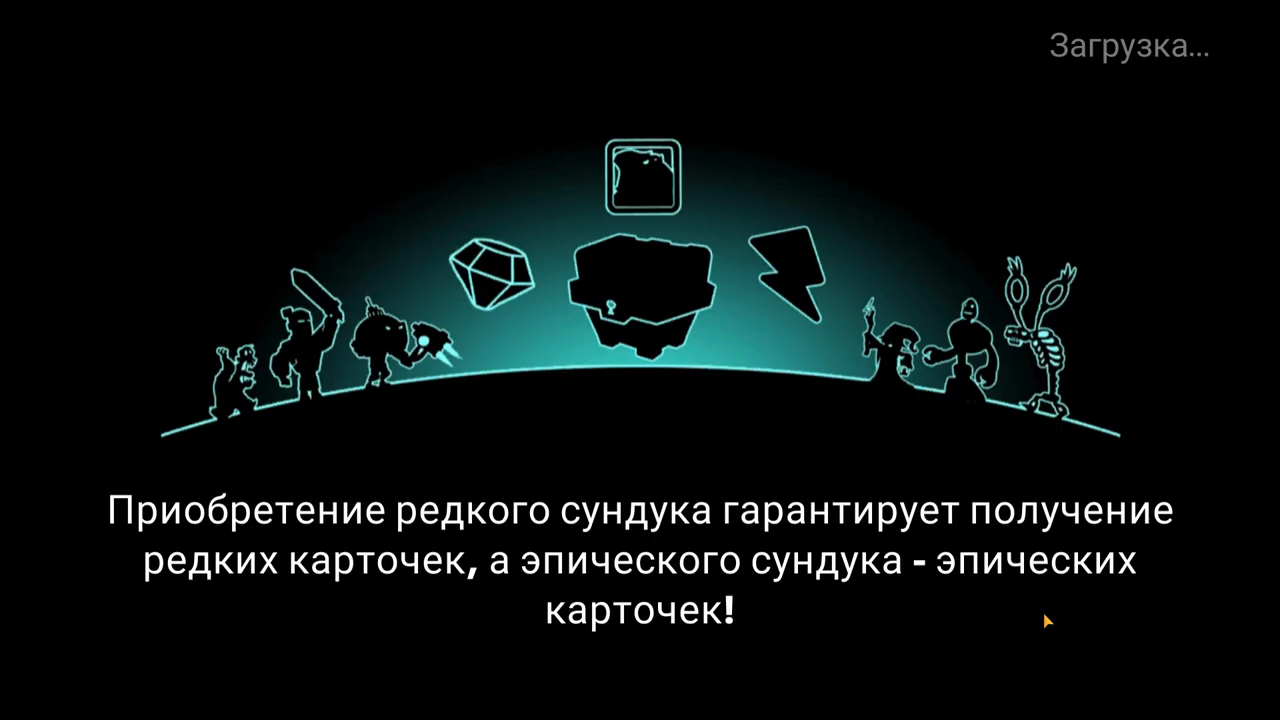 Загрузка...
Приобретение редкого сундука гарантирует получение
редких карточек, а эпического сундука - эпических
карточек!